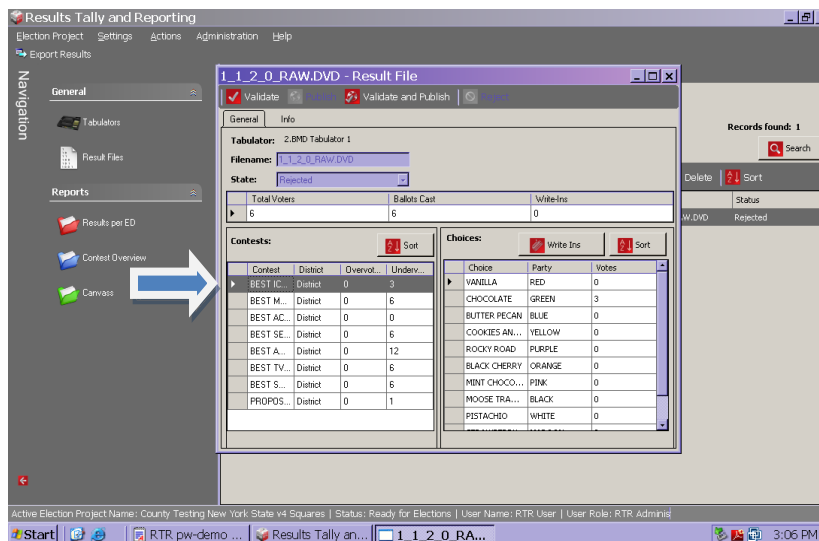 Results Tally and Reporting
Election Project Settings Actions Administration Help
Export Results
Navigation
General
Tabulators
Result Files
Reports
Results per ED
Contest Overview
Canvass
1_1_2_0_RAW.DVD - Result File
Validate Publish Validate and Publish Reject
General Info
Tabulator: 2.BMD Tabulator 1
Filename: 1_1_2_0_RAW.DVD
State: Rejected
Total Voters Ballots Cast Write-Ins
6 6 0
Contests: Sort
Contest District Overvot... Underv...
BEST IC... District 0 3
BEST M... District 0 6
BEST AC... District 0 0
BEST SE... District 0 6
BEST A... District 0 12
BEST TV... District 0 6
BEST S... District 0 6
PROPOS... District 0 1
Choices: Write Ins Sort
Choice Party Votes
VANILLA RED 0
CHOCOLATE GREEN 3
BUTTER PECAN BLUE 0
COOKIES AN... YELLOW 0
ROCKY ROAD PURPLE 0
BLACK CHERRY ORANGE 0
MINT CHOCO... PINK 0
MOOSE TRA... BLACK 0
PISTACHIO WHITE 0
Records found: 1
Search
Delete Sort
Status
W.DVD Rejected
Active Election Project Name: County Testing New York State v4 Squares | Status: Ready for Elections | User Name: RTR User | User Role: RTR Adminis
Start RTR pw-demo ... Results Tally an... 1_1_2_0_RA... 3:06 PM